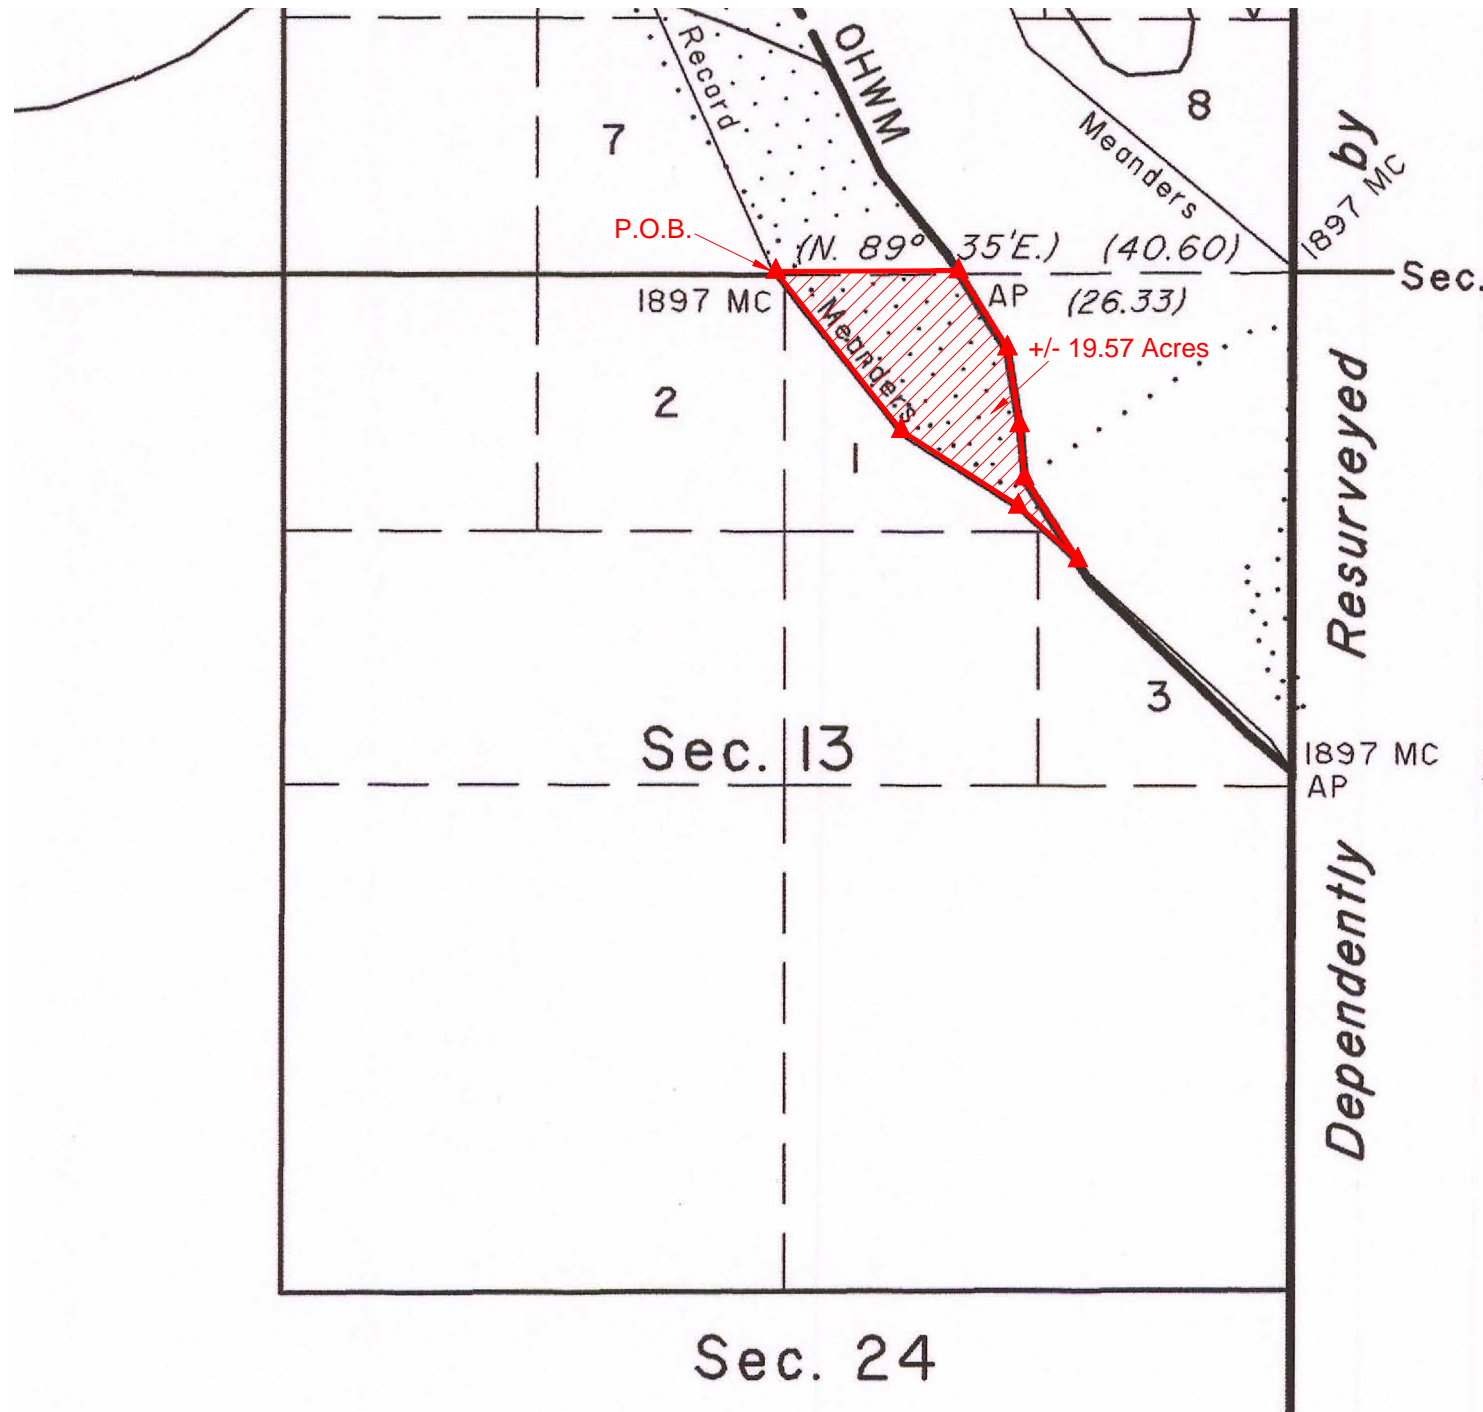 Record
OHWM
7
8
Meanders
by
1897 MC
P.O.B.
(N. 89° 35'E.) (40.60)
Sec.
1897 MC
AP
(26.33)
Meanders
+/- 19.57 Acres
2
1
Resurveyed
3
Sec. 13
1897 MC
AP
Dependently
Sec. 24